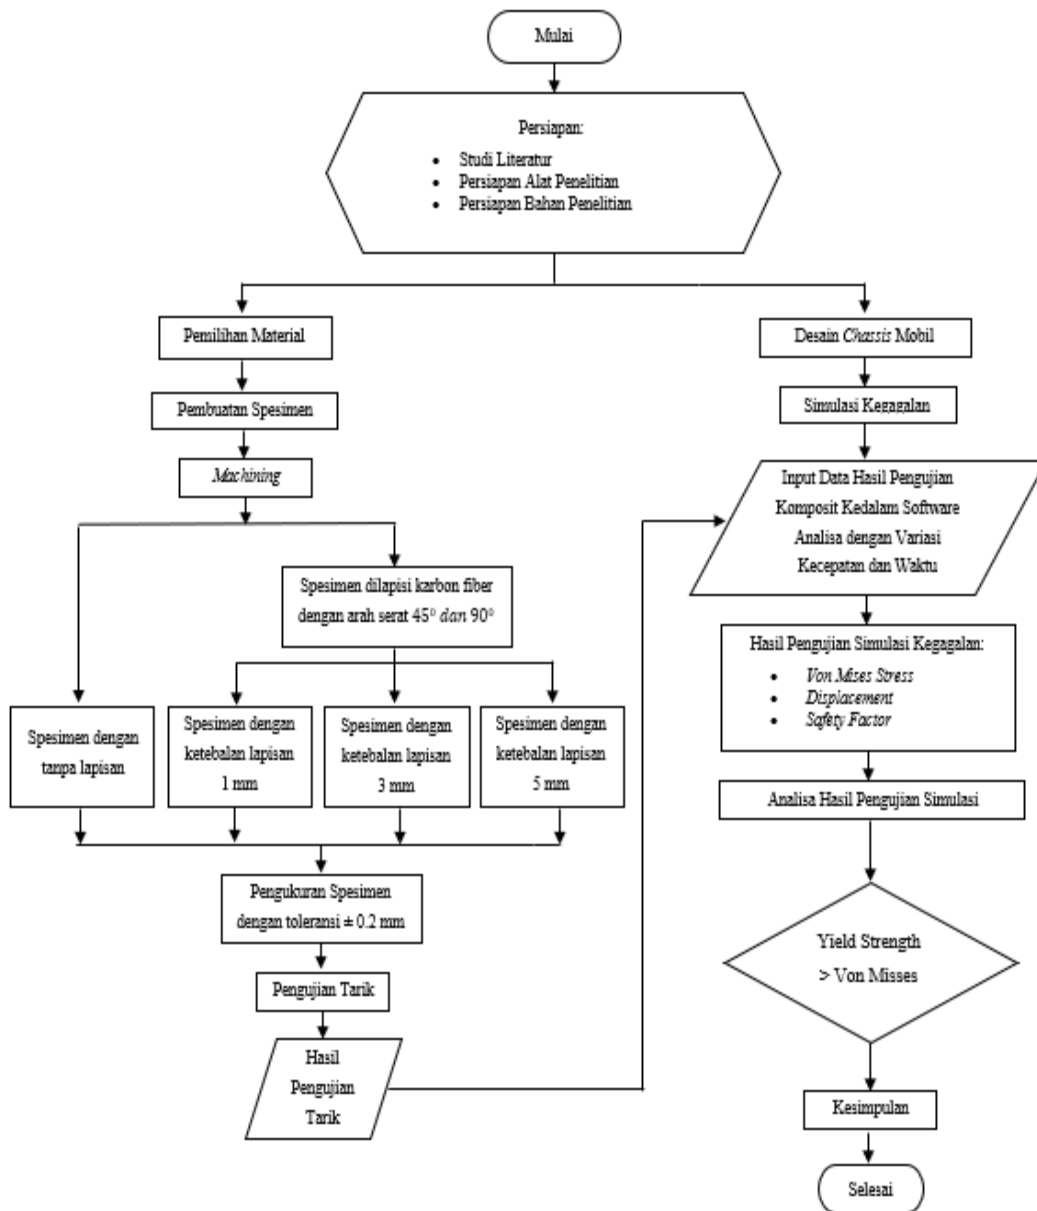 Mulai
Persiapan:
• Studi Literatur
• Persiapan Alat Penelitian
• Persiapan Bahan Penelitian
Pemilihan Material
Pembuatan Spesimen
Machining
Spesimen dilapisi karbon fiber
dengan arah serat 45° dan 90°
Spesimen dengan
tanpa lapisan
Spesimen dengan
ketebalan lapisan
1 mm
Spesimen dengan
ketebalan lapisan
3 mm
Spesimen dengan
ketebalan lapisan
5 mm
Pengukuran Spesimen
dengan toleransi ± 0.2 mm
Pengujian Tarik
Hasil
Pengujian
Tarik
Desain Chassis Mobil
Simulasi Kegagalan
Input Data Hasil Pengujian
Komposit Kedalam Software
Analisa dengan Variasi
Kecepatan dan Waktu
Hasil Pengujian Simulasi Kegagalan:
• Von Mises Stress
• Displacement
• Safety Factor
Analisa Hasil Pengujian Simulasi
Yield Strength
> Von Misses
Kesimpulan
Selesai